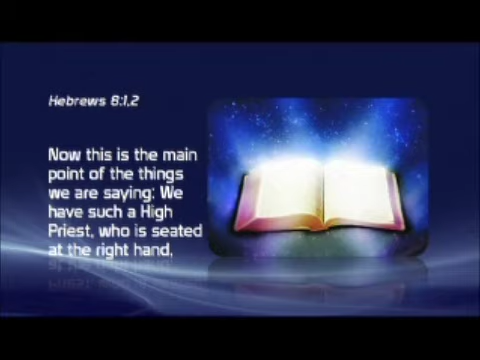 Hebrews 8:1,2
Now this is the main
point of the things
we are saying: We
have such a High
Priest, who is seated
at the right hand,